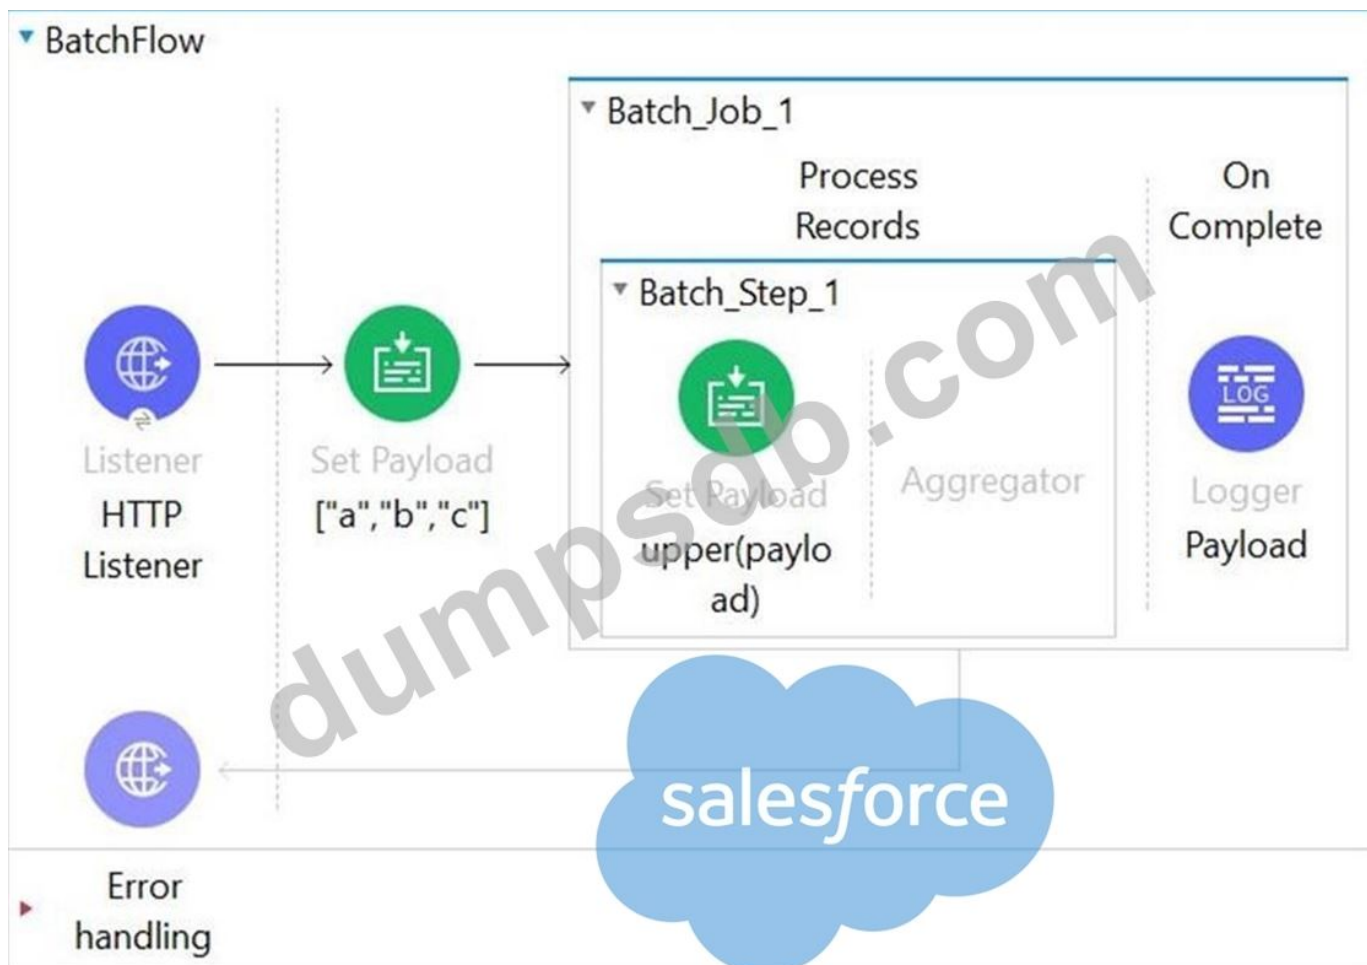 BatchFlow
Batch_Job_1
Process
Records
On
Complete
Batch_Step_1
Listener
HTTP
Listener
Set Payload
["a","b","c"]
Set Payload
upper(paylo
ad)
Aggregator
LOG
Logger
Payload
dumpsdb.com
salesforce
Error
handling